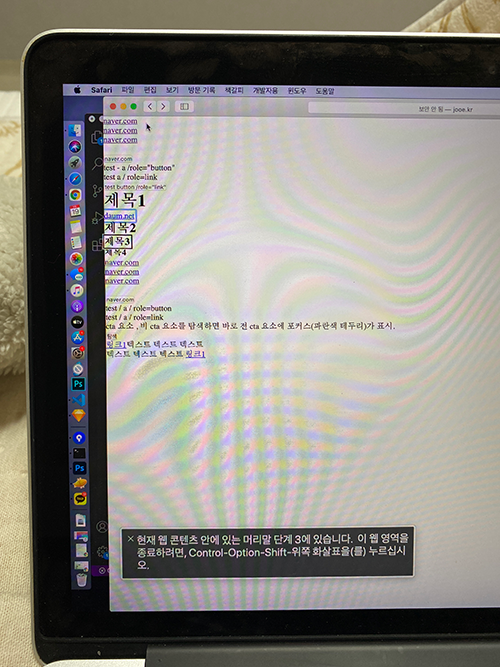 Safari 파일 편집 보기 방문 기록 책갈피 개발자용 윈도우 도움말
보안 안 됨 — jooe.kr
naver.com
naver.com
naver.com
naver.com
test - a /role="button"
test a / role=link
test button /role="link"
제목1
daum.net
제목2
제목3
제목4
naver.com
naver.com
naver.com
naver.com
test / a / role=button
test / a / role=link
cta 요소 , 비 cta 요소를 탐색하면 바로 전 cta 요소에 포커스(파란색 테두리)가 표시.
링크1텍스트 텍스트 텍스트
텍스트 텍스트 텍스트 링크1
현재 웹 콘텐츠 안에 있는 머리말 단계 3에 있습니다. 이 웹 영역을
종료하려면, Control-Option-Shift-위쪽 화살표을(를) 누르십시
오.
tv
Ps
Ps